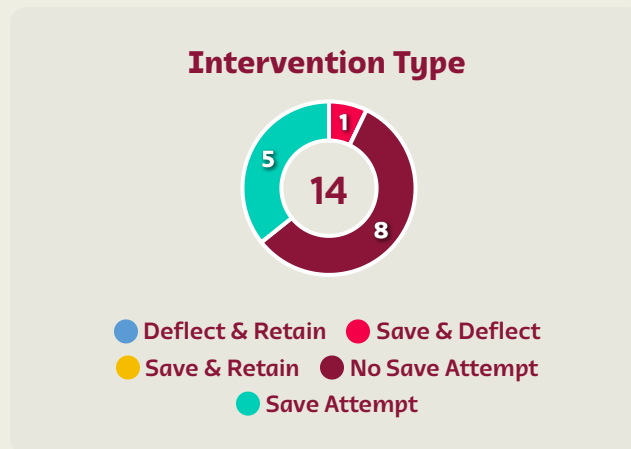 Intervention Type
1
5
14
8
Deflect & Retain Save & Deflect
Save & Retain No Save Attempt
Save Attempt